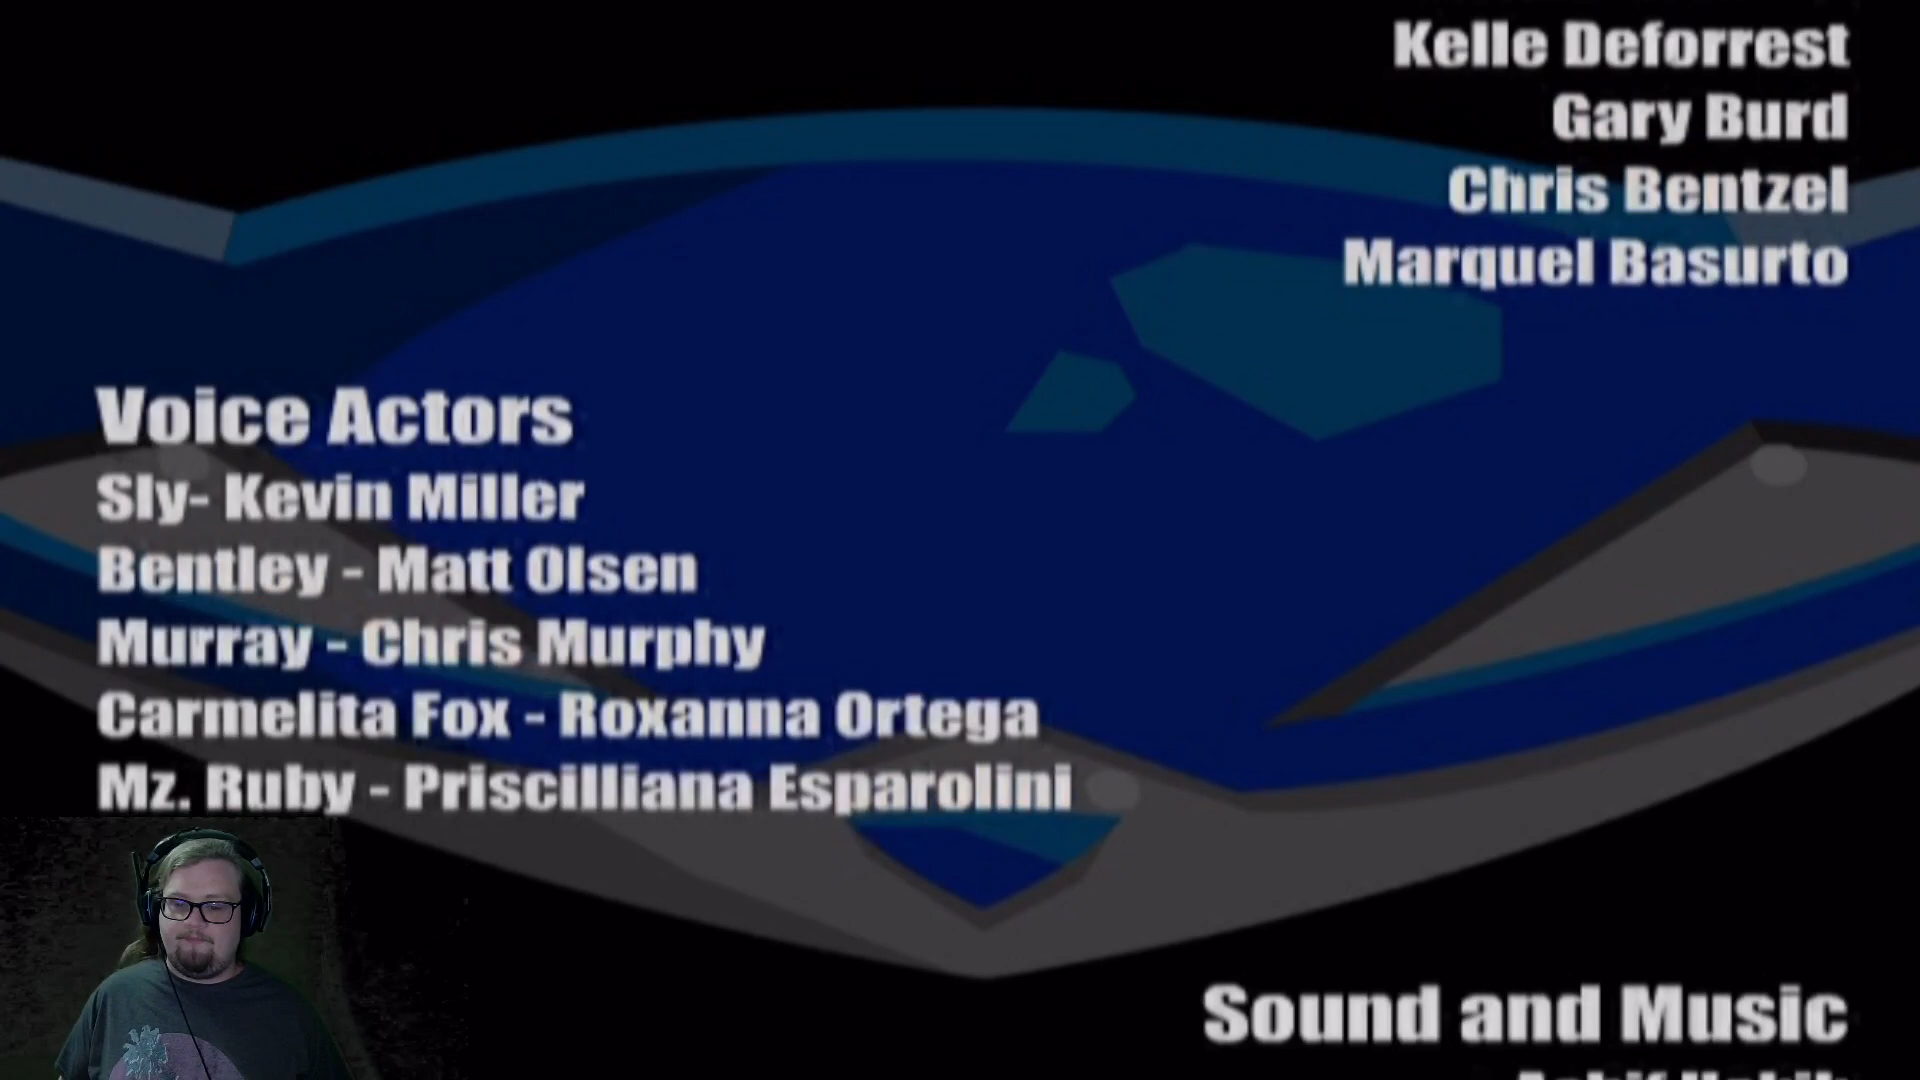 Kelle Deforrest
Gary Burd
Chris Bentzel
Marquel Basurto
Voice Actors
Sly- Kevin Miller
Bentley - Matt Olsen
Murray - Chris Murphy
Carmelita Fox - Roxanna Ortega
Mz. Ruby - Priscilliana Esparolini
Sound and Music